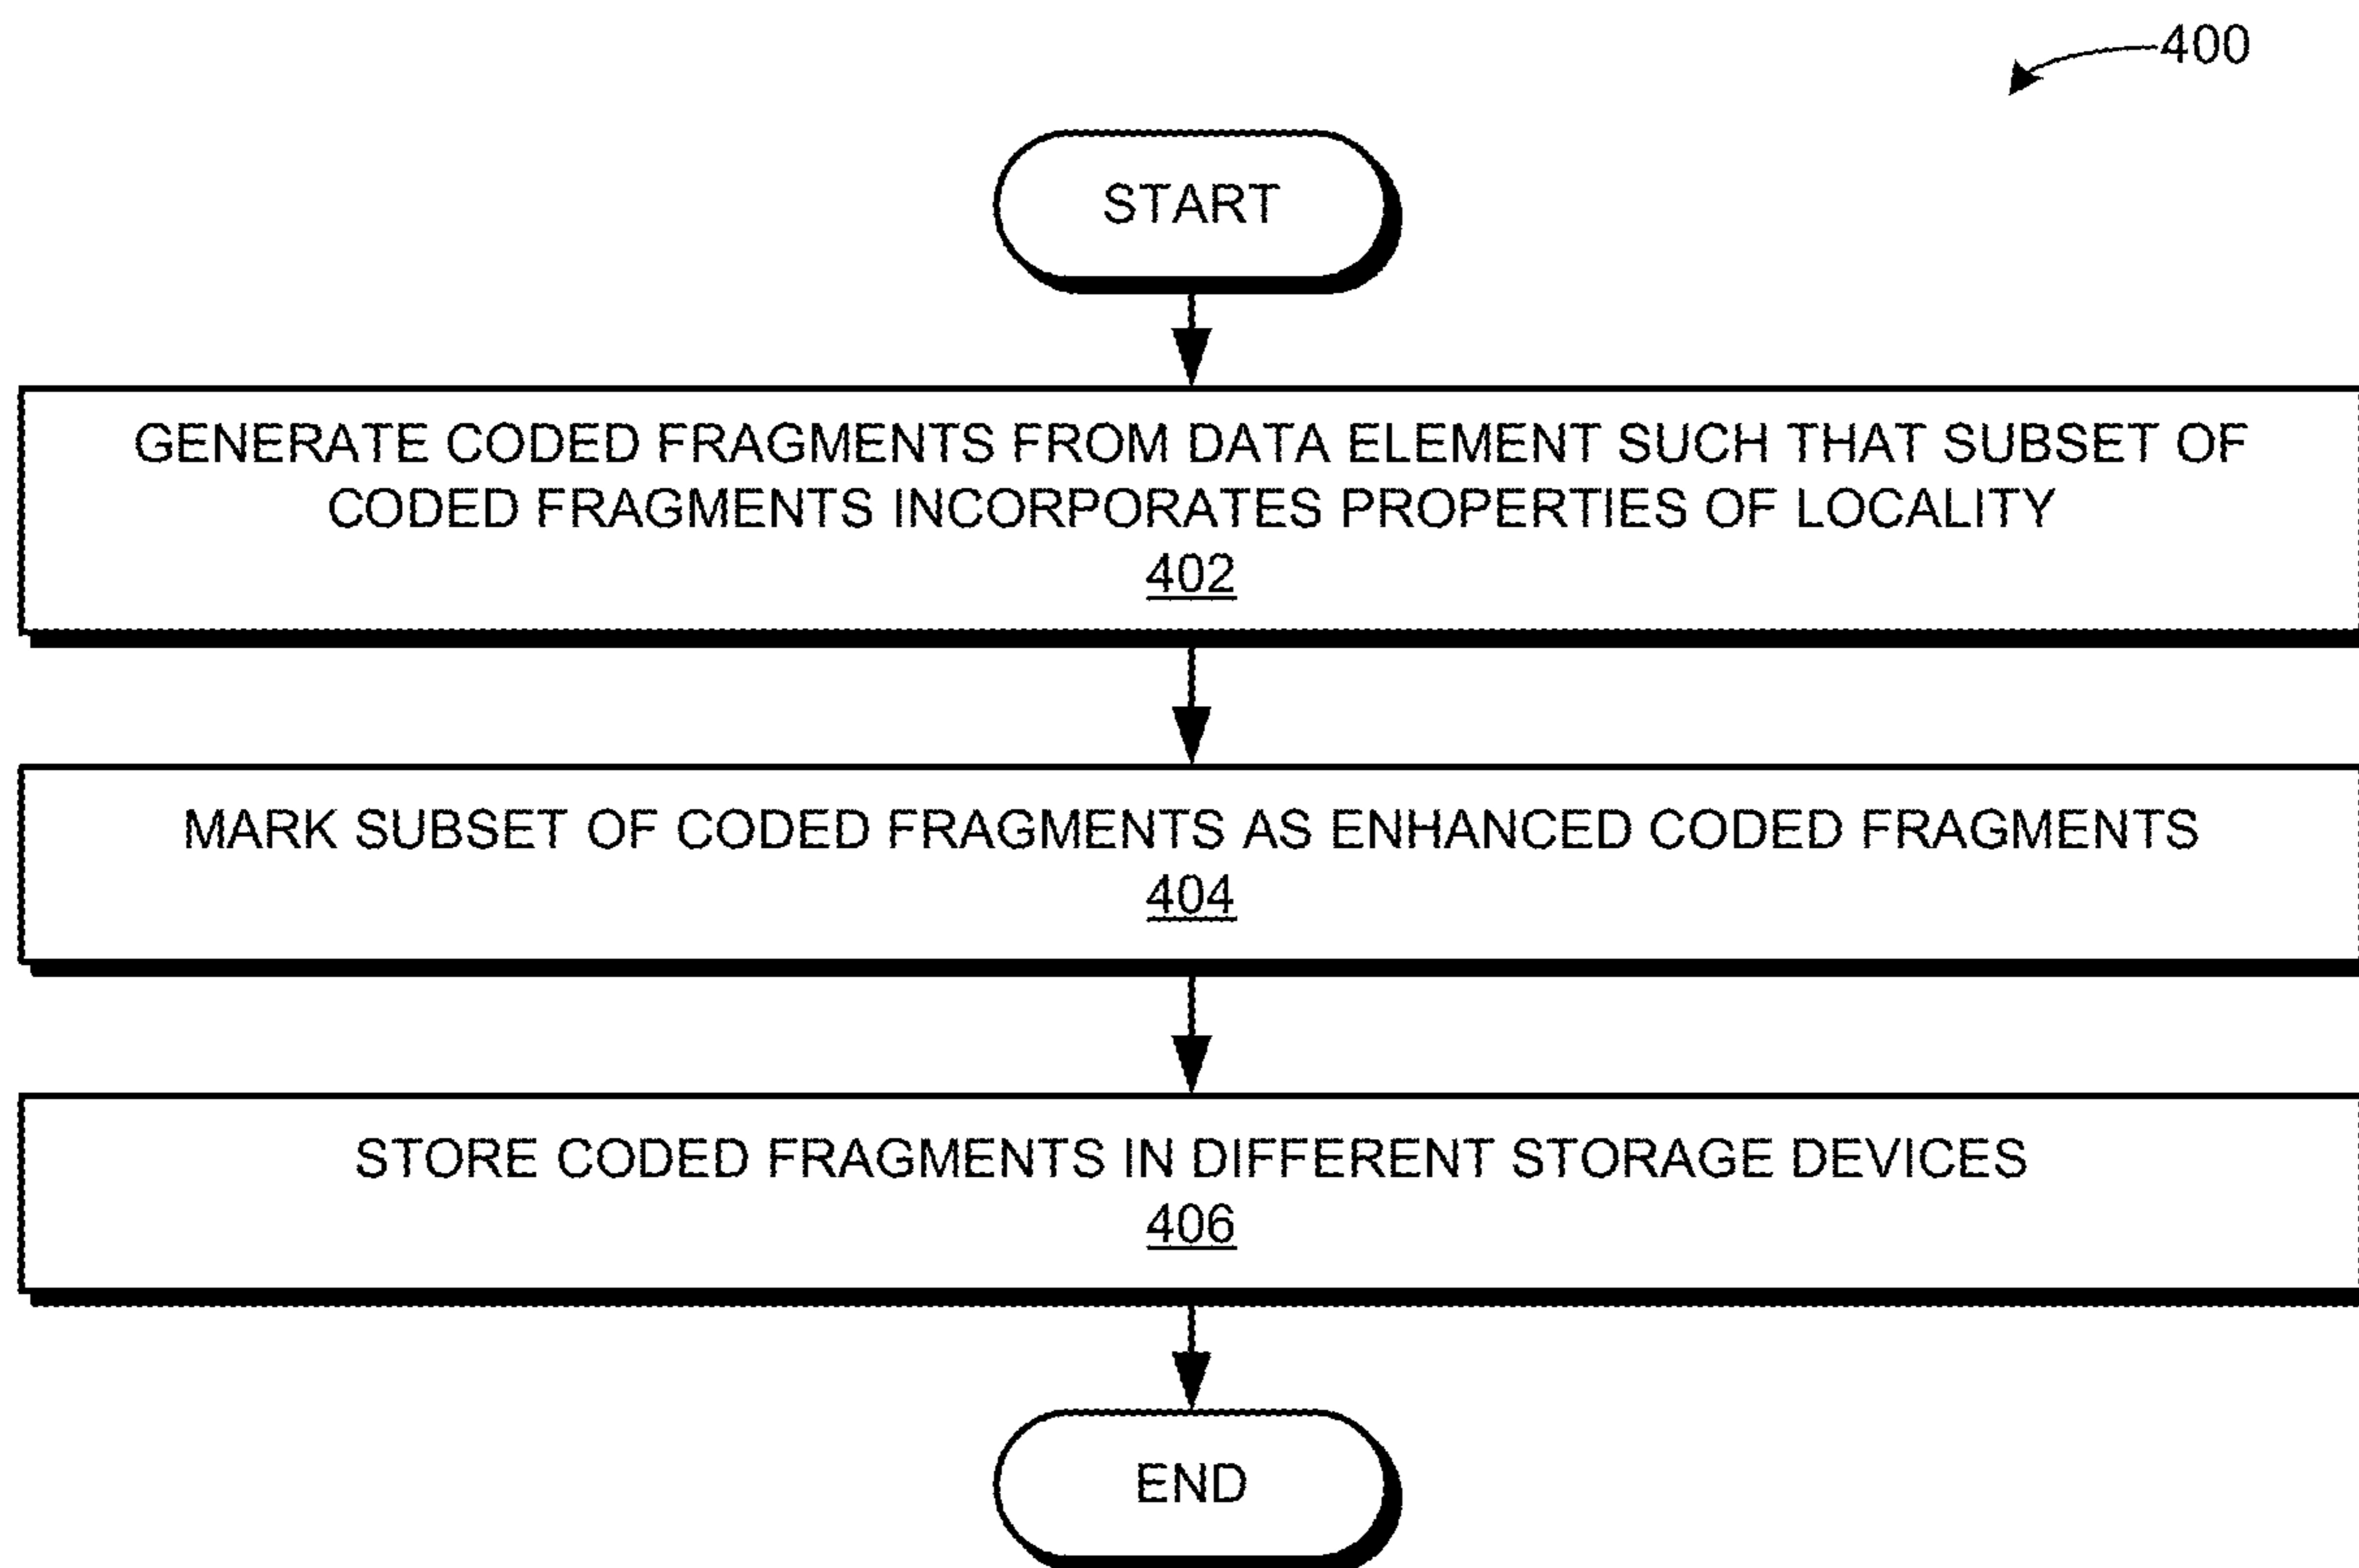 400
START
GENERATE CODED FRAGMENTS FROM DATA ELEMENT SUCH THAT SUBSET OF
CODED FRAGMENTS INCORPORATES PROPERTIES OF LOCALITY
402
MARK SUBSET OF CODED FRAGMENTS AS ENHANCED CODED FRAGMENTS
404
STORE CODED FRAGMENTS IN DIFFERENT STORAGE DEVICES
406
END